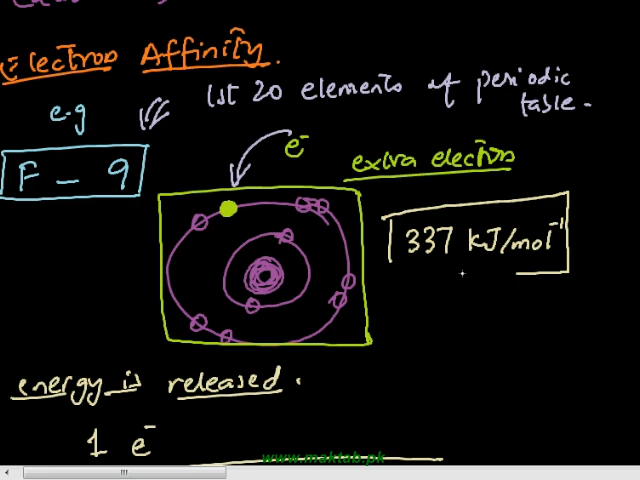 Electron Affinity.
e.g 1st 20 elements of periodic
table.
F – 9
e⁻
extra electron
337 kJ/mol⁻¹
energy is released.
1 e⁻
www.maktab.pk